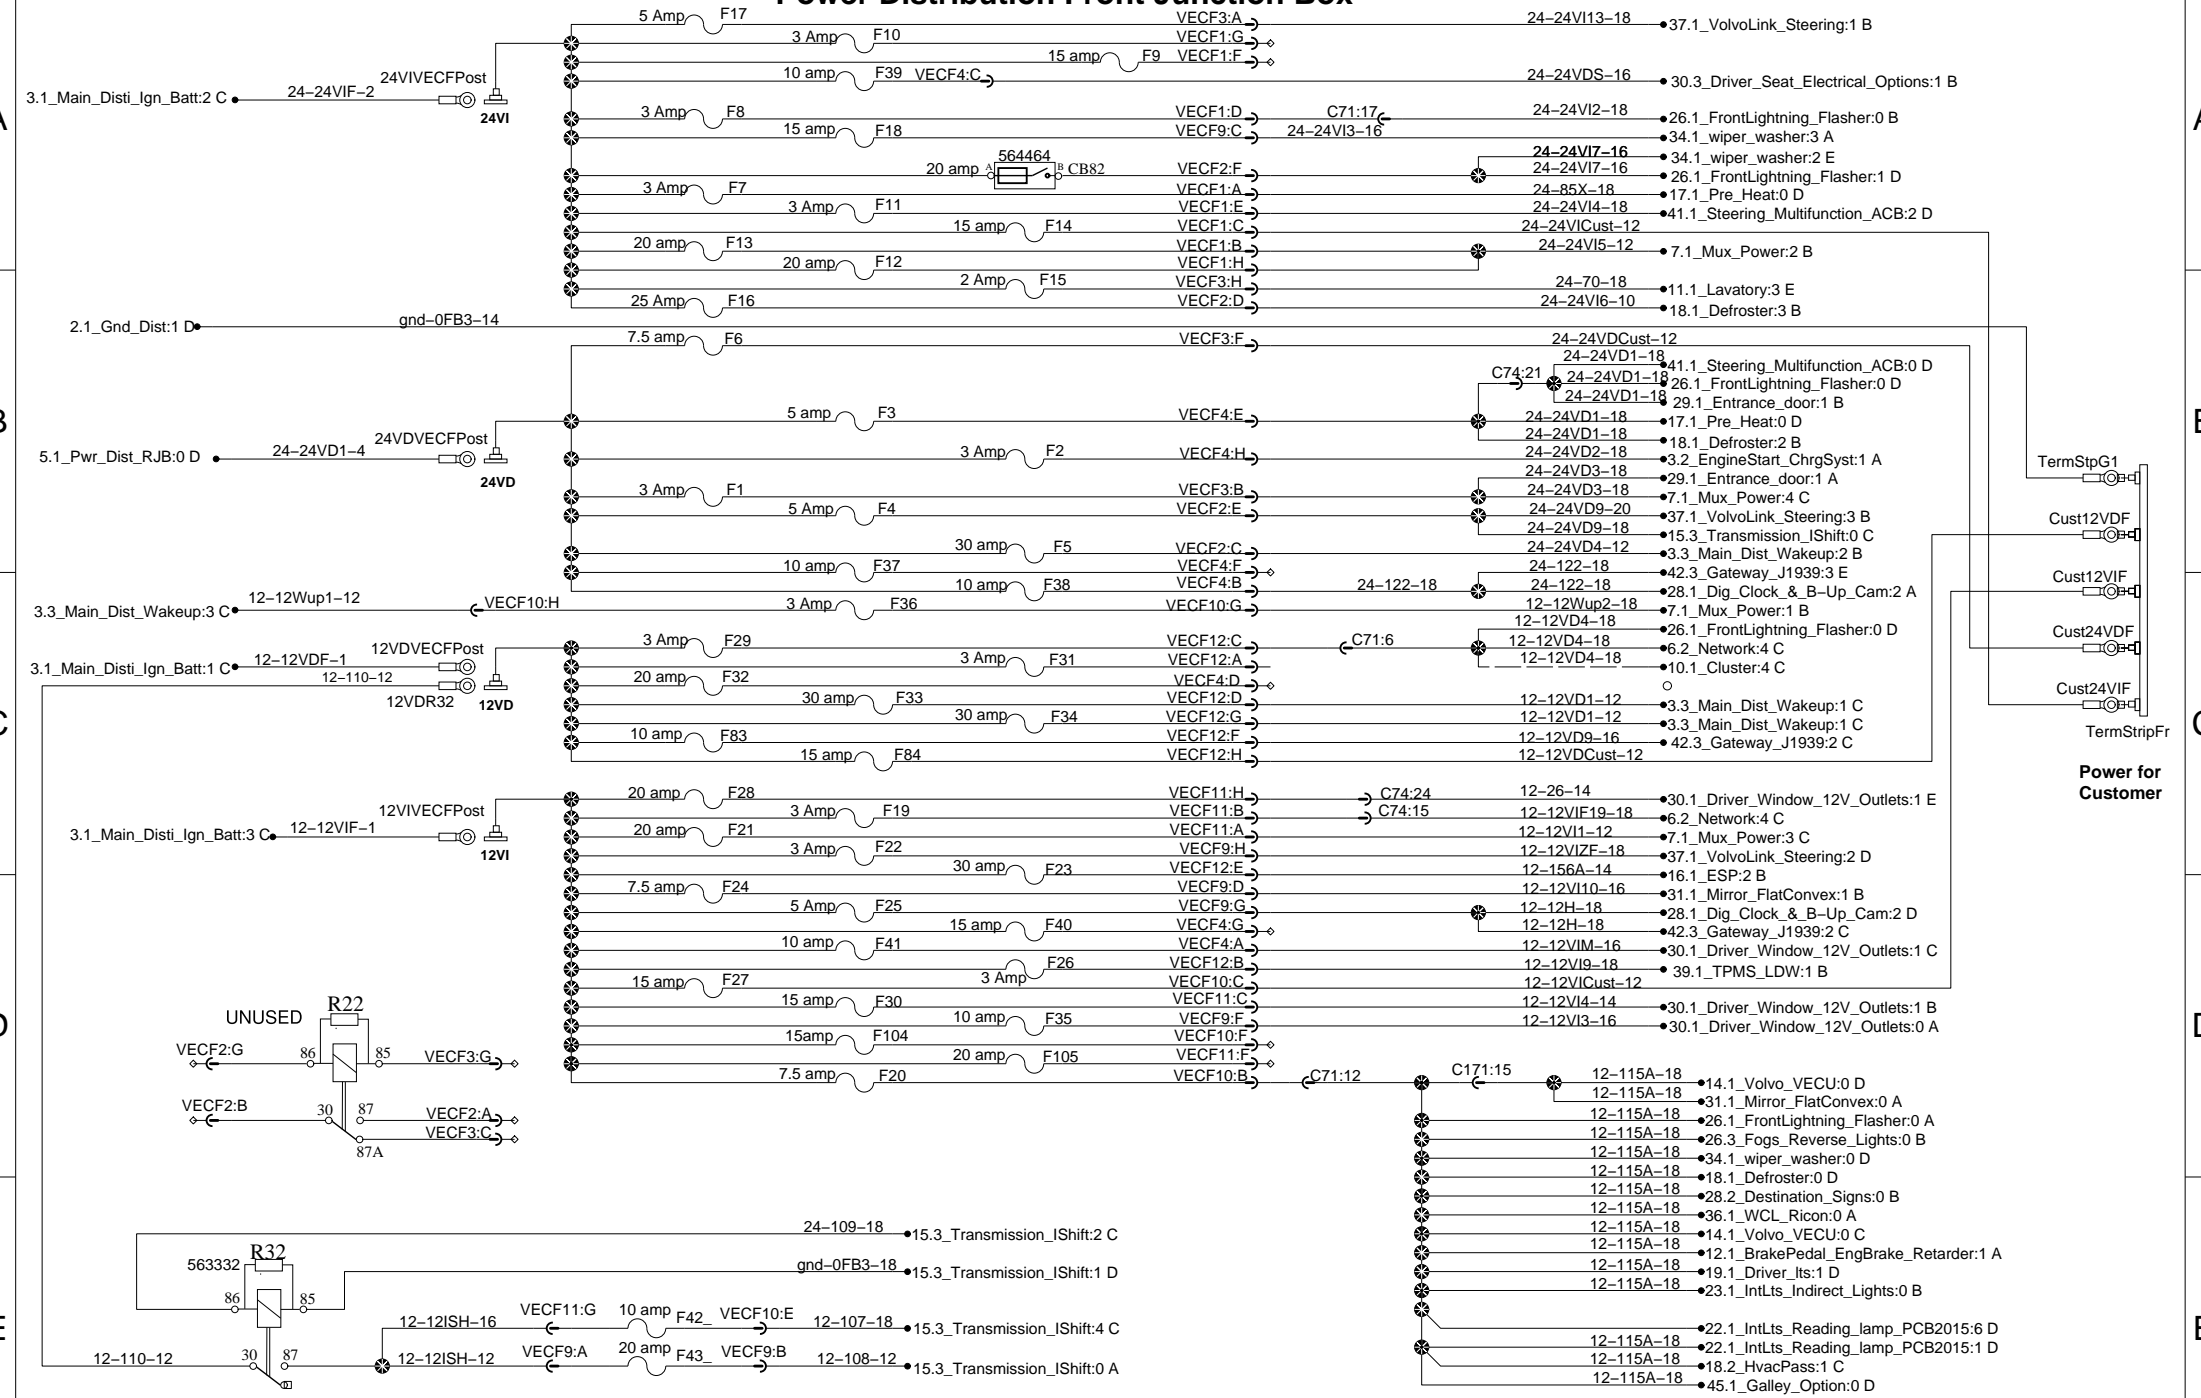 Power Distribution Front Junction Box
5 Amp F17 VECF3:A 24–24VI13–18 37.1_VolvoLink_Steering:1 B
3 Amp F10 VECF1:G
15 amp F9 VECF1:F
24VIVECFPost 10 amp F39 VECF4:C 24–24VDS–16 30.3_Driver_Seat_Electrical_Options:1 B
3.1_Main_Disti_Ign_Batt:2 C 24–24VIF–2
24VI 3 Amp F8 VECF1:D C71:17 24–24VI2–18 26.1_FrontLightning_Flasher:0 B
A
15 amp F18 VECF9:C 24–24VI3–16 34.1_wiper_washer:3 A
564464 24–24VI7–16 34.1_wiper_washer:2 E
20 amp A B CB82 VECF2:F 24–24VI7–16 26.1_FrontLightning_Flasher:1 D
3 Amp F7 VECF1:A 24–85X–18 17.1_Pre_Heat:0 D
3 Amp F11 VECF1:E 24–24VI4–18 41.1_Steering_Multifunction_ACB:2 D
15 amp F14 VECF1:C 24–24VICust–12
20 amp F13 VECF1:B 24–24VI5–12 7.1_Mux_Power:2 B
20 amp F12 VECF1:H
2 Amp F15 VECF3:H 24–70–18 11.1_Lavatory:3 E
25 Amp F16 VECF2:D 24–24VI6–10 18.1_Defroster:3 B
2.1_Gnd_Dist:1 D gnd–0FB3–14
7.5 amp F6 VECF3:F 24–24VDCust–12
24–24VD1–18 41.1_Steering_Multifunction_ACB:0 D
C74:21 24–24VD1–18 26.1_FrontLightning_Flasher:0 D
24–24VD1–18 29.1_Entrance_door:1 B
5 amp F3 VECF4:E 24–24VD1–18 17.1_Pre_Heat:0 D
24VDVECFPost 24–24VD1–18 18.1_Defroster:2 B
5.1_Pwr_Dist_RJB:0 D 24–24VD1–4 3 Amp F2 VECF4:H 24–24VD2–18 3.2_EngineStart_ChrgSyst:1 A
TermStpG1
24VD 24–24VD3–18 29.1_Entrance_door:1 A
3 Amp F1 VECF3:B 24–24VD3–18 7.1_Mux_Power:4 C
5 Amp F4 VECF2:E 24–24VD9–20 37.1_VolvoLink_Steering:3 B
Cust12VDF
24–24VD9–18 15.3_Transmission_IShift:0 C
30 amp F5 VECF2:C 24–24VD4–12 3.3_Main_Dist_Wakeup:2 B
10 amp F37 VECF4:F 24–122–18 42.3_Gateway_J1939:3 E
Cust12VIF
10 amp F38 VECF4:B 24–122–18 24–122–18 28.1_Dig_Clock_&_B–Up_Cam:2 A
3.3_Main_Dist_Wakeup:3 C 12–12Wup1–12 VECF10:H 3 Amp F36 VECF10:G 12–12Wup2–18 7.1_Mux_Power:1 B
12–12VD4–18 26.1_FrontLightning_Flasher:0 D
Cust24VDF
12VDVECFPost 3 Amp F29 VECF12:C C71:6 12–12VD4–18 6.2_Network:4 C
3.1_Main_Disti_Ign_Batt:1 C 12–12VDF–1 3 Amp F31 VECF12:A 12–12VD4–18 10.1_Cluster:4 C
12–110–12 20 amp F32 VECF4:D
Cust24VIF
12VDR32 12VD 30 amp F33 VECF12:D 12–12VD1–12 3.3_Main_Dist_Wakeup:1 C
30 amp F34 VECF12:G 12–12VD1–12 3.3_Main_Dist_Wakeup:1 C
TermStripFr
10 amp F83 VECF12:F 12–12VD9–16 42.3_Gateway_J1939:2 C
15 amp F84 VECF12:H 12–12VDCust–12
Power for
Customer
20 amp F28 VECF11:H C74:24 12–26–14 30.1_Driver_Window_12V_Outlets:1 E
12VIVECFPost 3 Amp F19 VECF11:B C74:15 12–12VIF19–18 6.2_Network:4 C
3.1_Main_Disti_Ign_Batt:3 C 12–12VIF–1 20 amp F21 VECF11:A 12–12VI1–12 7.1_Mux_Power:3 C
12VI 3 Amp F22 VECF9:H 12–12VIZF–18 37.1_VolvoLink_Steering:2 D
30 amp F23 VECF12:E 12–156A–14 16.1_ESP:2 B
7.5 amp F24 VECF9:D 12–12VI10–16 31.1_Mirror_FlatConvex:1 B
5 Amp F25 VECF9:G 12–12H–18 28.1_Dig_Clock_&_B–Up_Cam:2 D
15 amp F40 VECF4:G 12–12H–18 42.3_Gateway_J1939:2 C
10 amp F41 VECF4:A 12–12VIM–16 30.1_Driver_Window_12V_Outlets:1 C
3 Amp F26 VECF12:B 12–12VI9–18 39.1_TPMS_LDW:1 B
15 amp F27 VECF10:C 12–12VICust–12
R22 15 amp F30 VECF11:C 12–12VI4–14 30.1_Driver_Window_12V_Outlets:1 B
UNUSED 10 amp F35 VECF9:F 12–12VI3–16 30.1_Driver_Window_12V_Outlets:0 A
15amp F104 VECF10:F
VECF2:G 86 85 VECF3:G 20 amp F105 VECF11:F
7.5 amp F20 VECF10:B C71:12 C171:15 12–115A–18 14.1_Volvo_VECU:0 D
VECF2:B 30 87 VECF2:A 12–115A–18 31.1_Mirror_FlatConvex:0 A
12–115A–18 26.1_FrontLightning_Flasher:0 A
VECF3:C 87A 12–115A–18 26.3_Fogs_Reverse_Lights:0 B
12–115A–18 34.1_wiper_washer:0 D
12–115A–18 18.1_Defroster:0 D
12–115A–18 28.2_Destination_Signs:0 B
12–115A–18 36.1_WCL_Ricon:0 A
24–109–18 15.3_Transmission_IShift:2 C 12–115A–18 14.1_Volvo_VECU:0 C
R32 12–115A–18 12.1_BrakePedal_EngBrake_Retarder:1 A
563332 gnd–0FB3–18 15.3_Transmission_IShift:1 D 12–115A–18 19.1_Driver_lts:1 D
86 85 12–115A–18 23.1_IntLts_Indirect_Lights:0 B
12–12ISH–16 VECF11:G 10 amp F42_ VECF10:E 12–107–18 15.3_Transmission_IShift:4 C 22.1_IntLts_Reading_lamp_PCB2015:6 D
12–115A–18 22.1_IntLts_Reading_lamp_PCB2015:1 D
12–110–12 30 87 12–12ISH–12 VECF9:A 20 amp F43_ VECF9:B 12–108–12 15.3_Transmission_IShift:0 A 12–115A–18 18.2_HvacPass:1 C
12–115A–18 45.1_Galley_Option:0 D